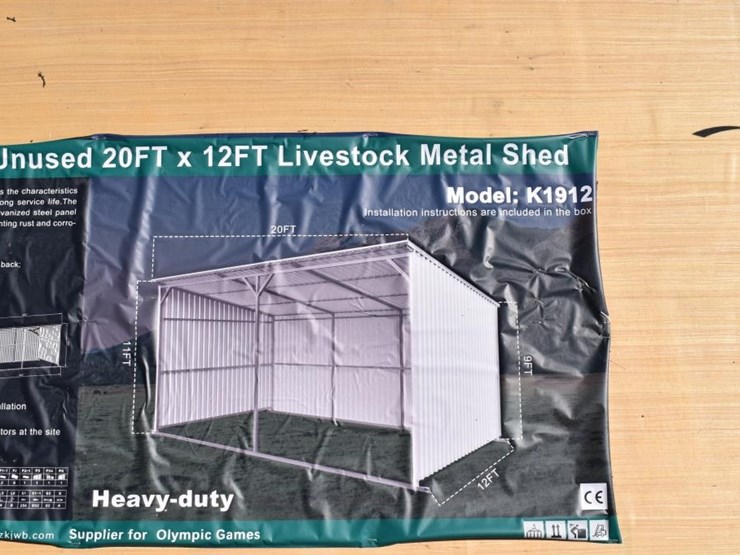 Unused 20FT x 12FT Livestock Metal Shed
Model: K1912
Installation instructions are included in the box
s the characteristics
ong service life.The
vanized steel panel
nting rust and corro-
back:
20FT
11FT
9FT
12FT
llation
tors at the site
Heavy-duty
CE
zkjwb.com Supplier for Olympic Games